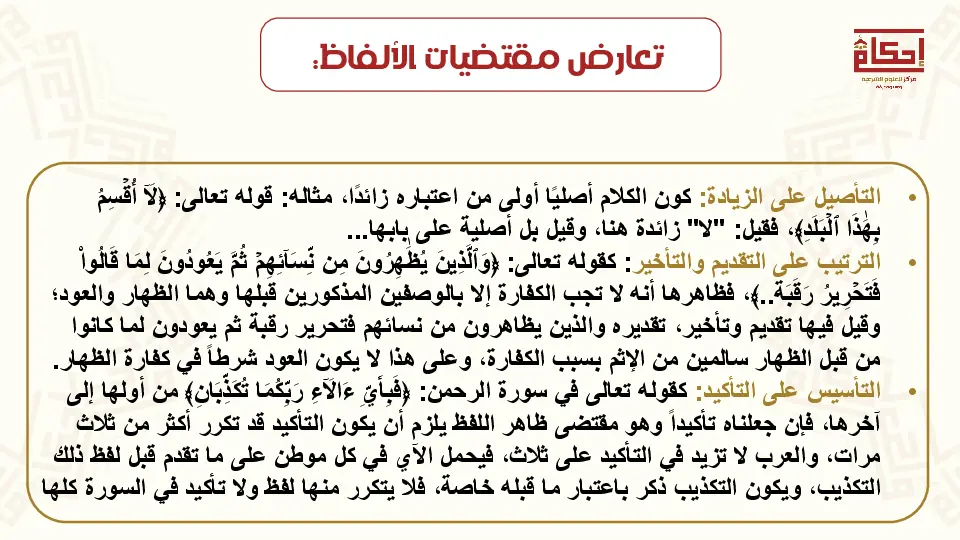 تعارض مقتضيات الألفاظ:
إحكام
مركز للعلوم الشرعية
التأصيل على الزيادة: كون الكلام أصليًا أولى من اعتباره زائدًا، مثاله: قوله تعالى: ﴿لَآ أُقۡسِمُ
بِهَٰذَا ٱلۡبَلَدِ﴾، فقيل: "لا" زائدة هنا، وقيل بل أصلية على بابها...
الترتيب على التقديم والتأخير: كقوله تعالى: ﴿وَٱلَّذِينَ يُظَٰهِرُونَ مِن نِّسَآئِهِمۡ ثُمَّ يَعُودُونَ لِمَا قَالُواْ
فَتَحۡرِيرُ رَقَبَةٖ..﴾، فظاهرها أنه لا تجب الكفارة إلا بالوصفين المذكورين قبلها وهما الظهار والعود؛
وقيل فيها تقديم وتأخير، تقديره والذين يظاهرون من نسائهم فتحرير رقبة ثم يعودون لما كانوا
من قبل الظهار سالمين من الإثم بسبب الكفارة، وعلى هذا لا يكون العود شرطاً في كفارة الظهار.
التأسيس على التأكيد: كقوله تعالى في سورة الرحمن: ﴿فَبِأَيِّ ءَالَآءِ رَبِّكُمَا تُكَذِّبَانِ﴾ من أولها إلى
آخرها، فإن جعلناه تأكيداً وهو مقتضى ظاهر اللفظ يلزم أن يكون التأكيد قد تكرر أكثر من ثلاث
مرات، والعرب لا تزيد في التأكيد على ثلاث، فيحمل الآي في كل موطن على ما تقدم قبل لفظ ذلك
التكذيب، ويكون التكذيب ذكر باعتبار ما قبله خاصة، فلا يتكرر منها لفظ ولا تأكيد في السورة كلها